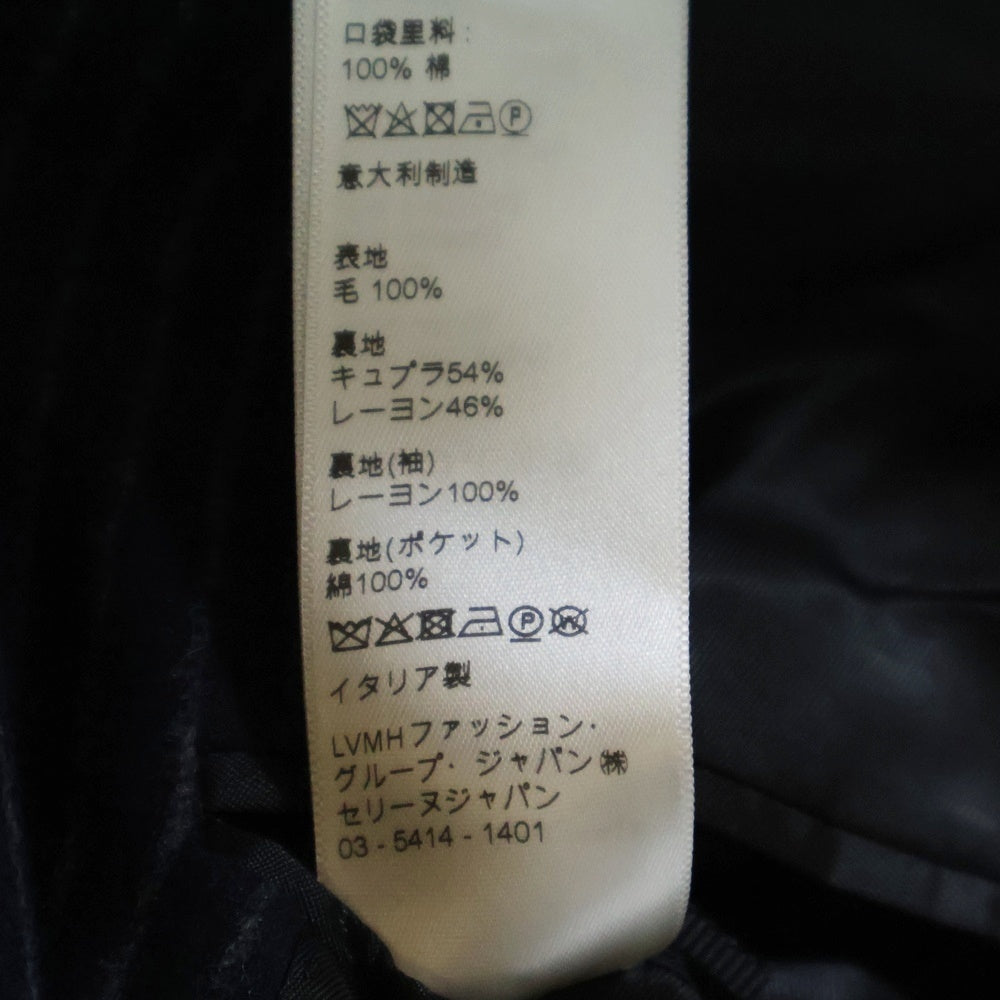 口袋里料:
100% 棉
P
意大利制造
表地
毛 100%
裏地
キュプラ54%
レーヨン46%
裏地(袖)
レーヨン100%
裏地(ポケット)
綿100%
P W
イタリア製
LVMHファッション・
グループ・ジャパン㈱
セリーヌジャパン
03-5414-1401